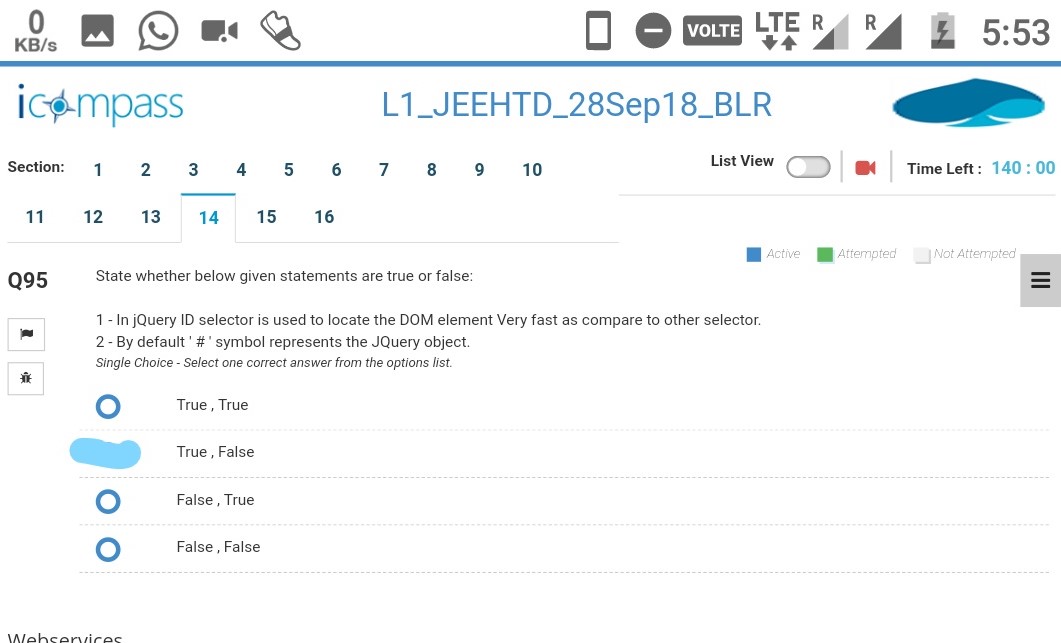 0
KB/s
VOLTE
LTE
R
R
5:53
icompass
L1_JEEHTD_28Sep18_BLR
Section: 1 2 3 4 5 6 7 8 9 10
List View
Time Left : 140 : 00
11 12 13 14 15 16
Active Attempted Not Attempted
Q95
State whether below given statements are true or false:
1 - In jQuery ID selector is used to locate the DOM element Very fast as compare to other selector.
2 - By default ' # ' symbol represents the JQuery object.
Single Choice - Select one correct answer from the options list.
True , True
True , False
False , True
False , False
Webservices